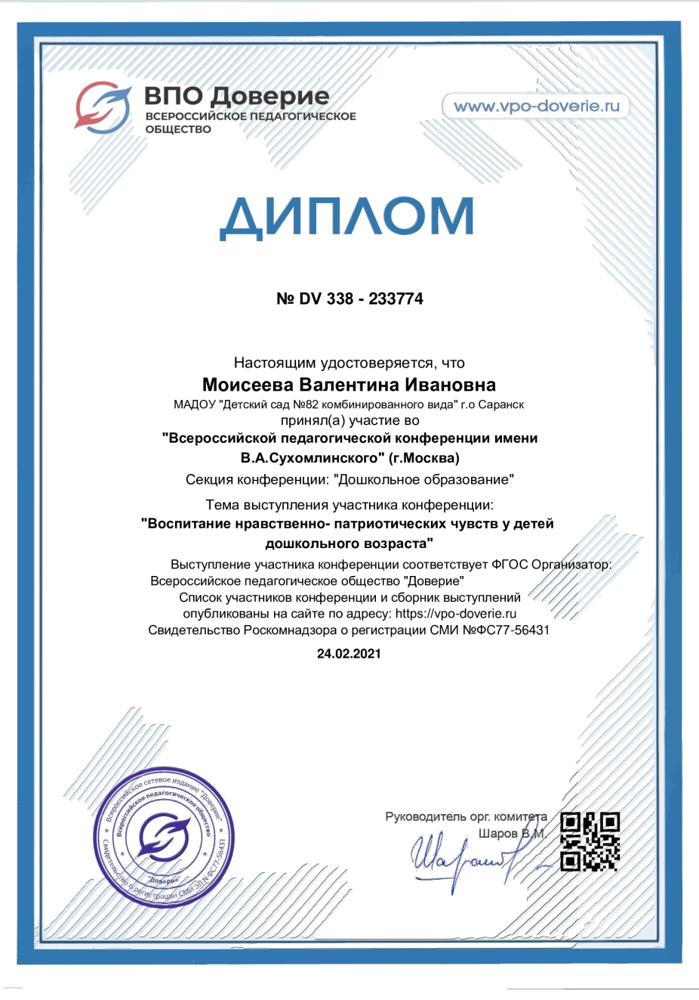 ВПО Доверие
ВСЕРОССИЙСКОЕ ПЕДАГОГИЧЕСКОЕ
ОБЩЕСТВО
www.vpo-doverie.ru
ДИПЛОМ
№ DV 338 - 233774
Настоящим удостоверяется, что
Моисеева Валентина Ивановна
МАДОУ "Детский сад №82 комбинированного вида" г.о Саранск
принял(а) участие во
"Всероссийской педагогической конференции имени
В.А.Сухомлинского" (г.Москва)
Секция конференции: "Дошкольное образование"
Тема выступления участника конференции:
"Воспитание нравственно- патриотических чувств у детей
дошкольного возраста"
Выступление участника конференции соответствует ФГОС Организатор:
Всероссийское педагогическое общество "Доверие"
Список участников конференции и сборник выступлений
опубликованы на сайте по адресу: https://vpo-doverie.ru
Свидетельство Роскомнадзора о регистрации СМИ №ФС77-56431
24.02.2021
Всероссийское сетевое издание "Доверие"
Всероссийское педагогическое общество
"Доверие"
Свидетельство о регистрации СМИ ЭЛ N ФС77-56431
Руководитель орг. комитета
Шаров В.М.